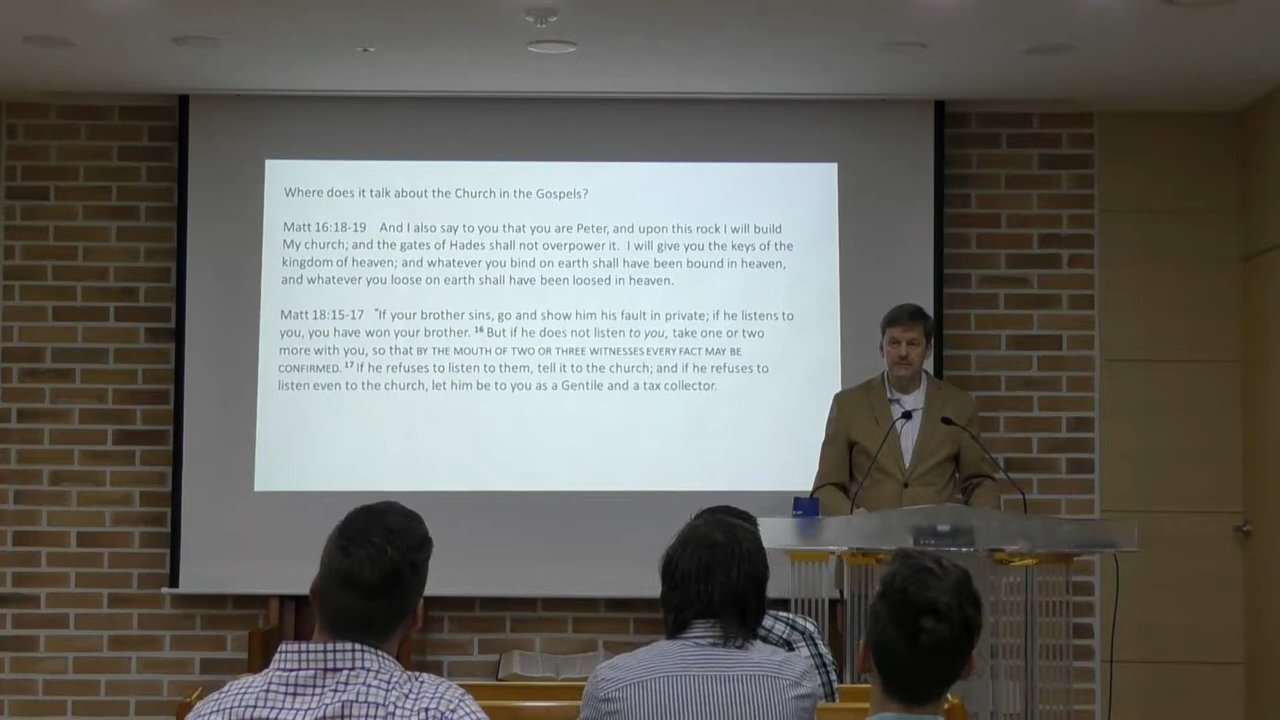 Where does it talk about the Church in the Gospels?
Matt 16:18-19 And I also say to you that you are Peter, and upon this rock I will build
My church; and the gates of Hades shall not overpower it. I will give you the keys of the
kingdom of heaven; and whatever you bind on earth shall have been bound in heaven,
and whatever you loose on earth shall have been loosed in heaven.
Matt 18:15-17 "If your brother sins, go and show him his fault in private; if he listens to
you, you have won your brother. 16 But if he does not listen to you, take one or two
more with you, so that BY THE MOUTH OF TWO OR THREE WITNESSES EVERY FACT MAY BE
CONFIRMED. 17 If he refuses to listen to them, tell it to the church; and if he refuses to
listen even to the church, let him be to you as a Gentile and a tax collector.